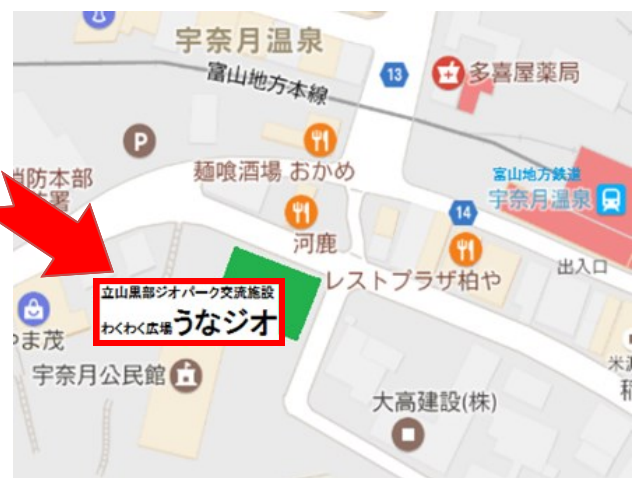 宇奈月温泉
富山地方本線
13
多喜屋薬局
P
麺喰酒場 おかめ
消防本部
署
富山地方鉄道
宇奈月温泉
14
河鹿
レストプラザ柏や
出入口
立山黒部ジオパーク交流施設
わくわく広場うなジオ
やま茂
宇奈月公民館
大高建設(株)
米